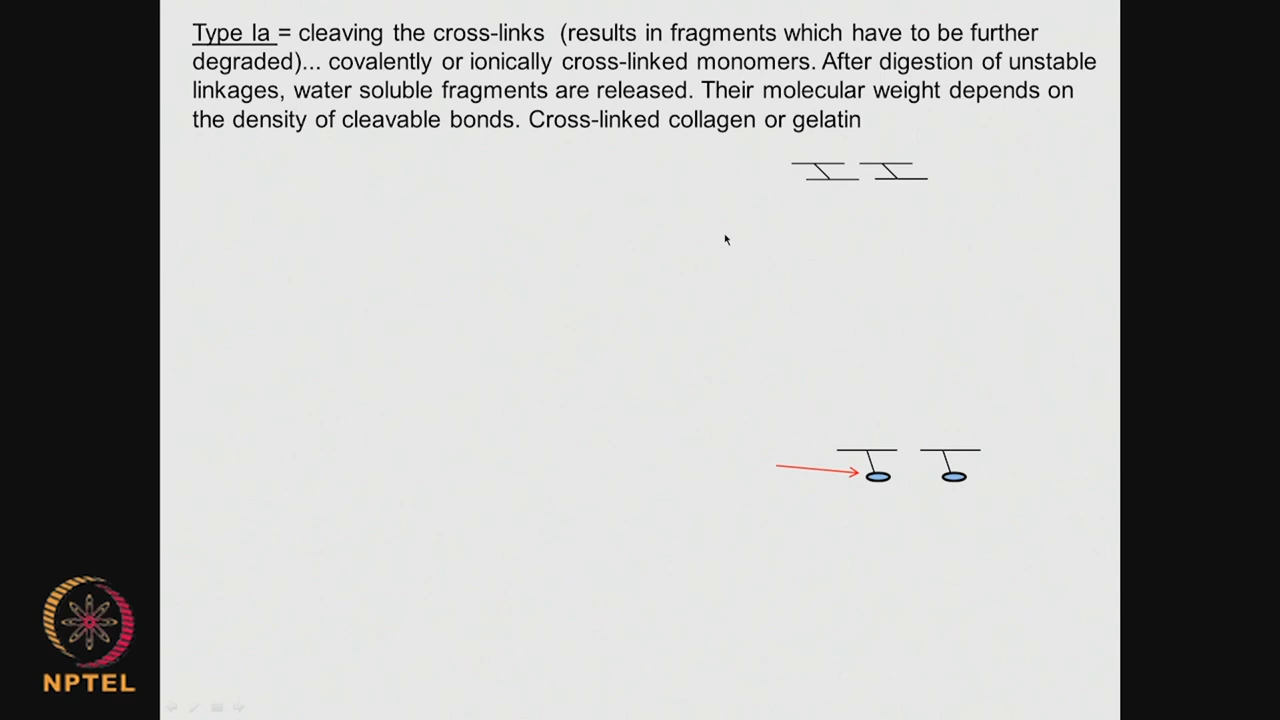 Type Ia = cleaving the cross-links (results in fragments which have to be further
degraded)... covalently or ionically cross-linked monomers. After digestion of unstable
linkages, water soluble fragments are released. Their molecular weight depends on
the density of cleavable bonds. Cross-linked collagen or gelatin
NPTEL